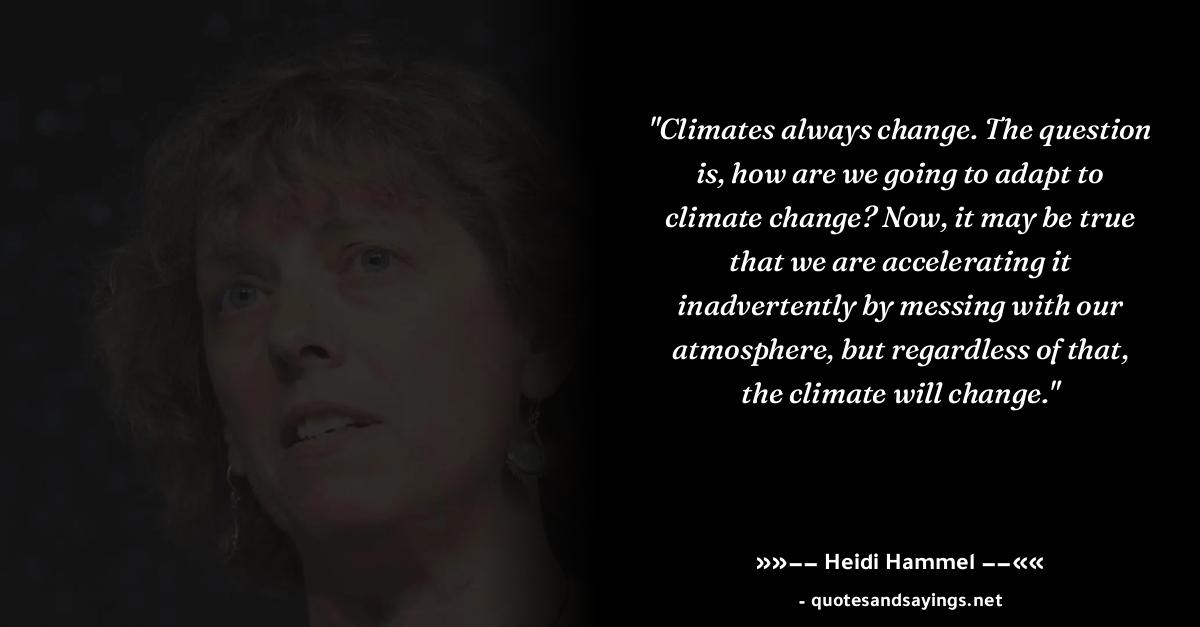 "Climates always change. The question
is, how are we going to adapt to
climate change? Now, it may be true
that we are accelerating it
inadvertently by messing with our
atmosphere, but regardless of that,
the climate will change."
»»–– Heidi Hammel ––««
- quotesandsayings.net